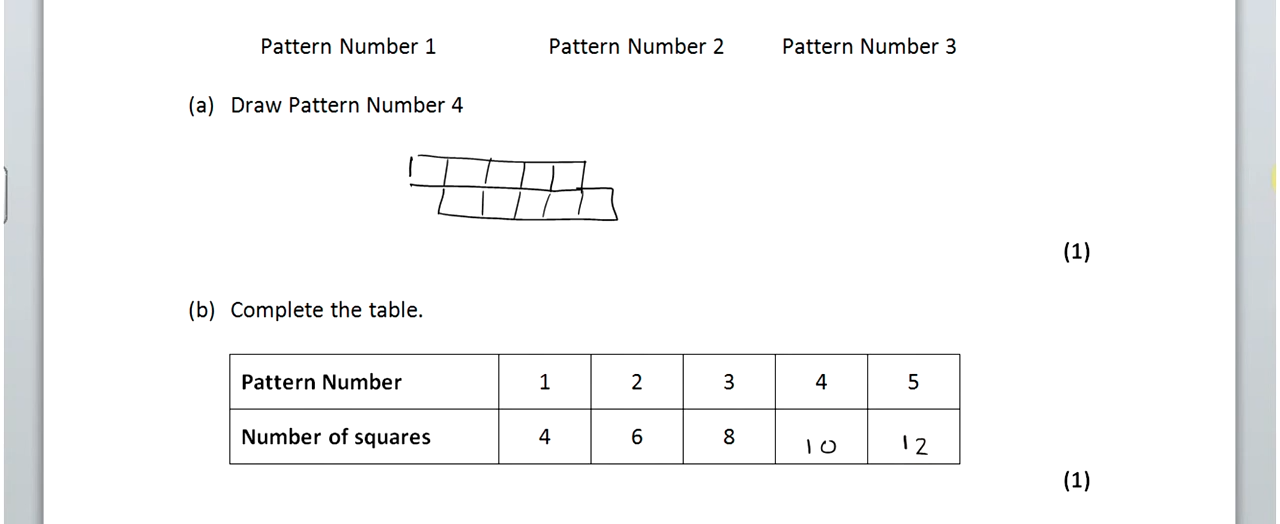 Pattern Number 1 Pattern Number 2 Pattern Number 3
(a) Draw Pattern Number 4
(1)
(b) Complete the table.
Pattern Number 1 2 3 4 5
Number of squares 4 6 8 10 12
(1)